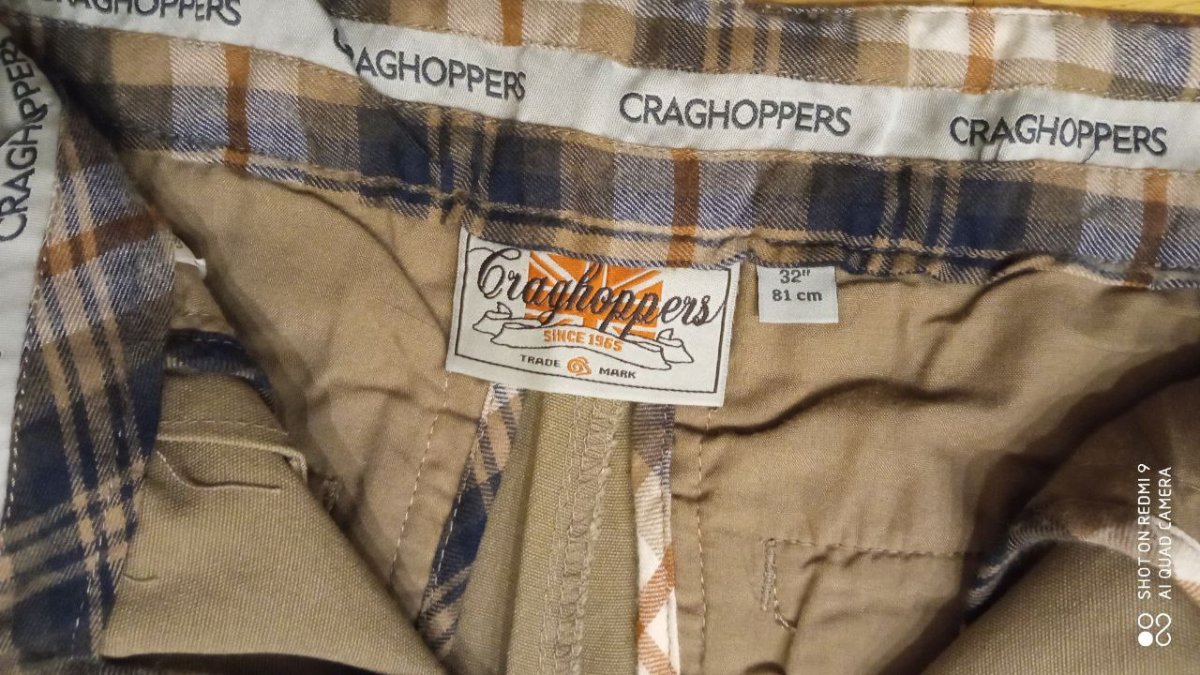 CRAGHOPPERS
CRAGHOPPERS
CRAGHOPPERS
CRAGHOPPERS
CRAGHOPPERS
Craghoppers
SINCE 1965
TRADE MARK
32"
81 cm
SHOT ON REDMI 9
AI QUAD CAMERA